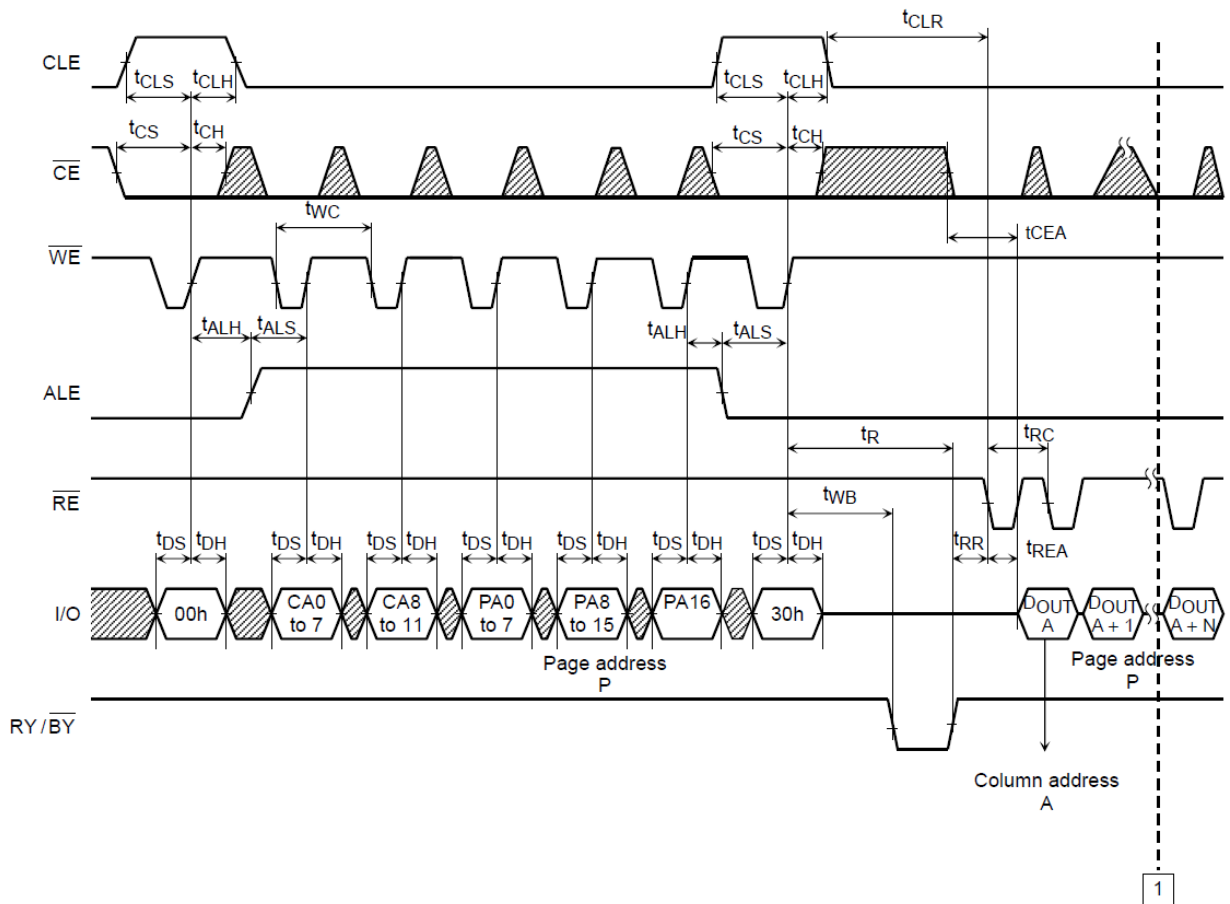 tCLR
CLE
tCLS tCLH tCLS tCLH
tCS tCH tCS tCH
CE
tWC
tCEA
WE
tALH tALS tALH tALS
ALE
tR
tRC
RE
tWB
tDS tDH tDS tDH tDS tDH tDS tDH tDS tDH tDS tDH tDS tDH tRR tREA
I/O
00h
CA0
to 7
CA8
to 11
PA0
to 7
PA8
to 15
PA16
30h
DOUT
A
DOUT
A + 1
DOUT
A + N
Page address
P
Page address
P
RY / BY
Column address
A
1